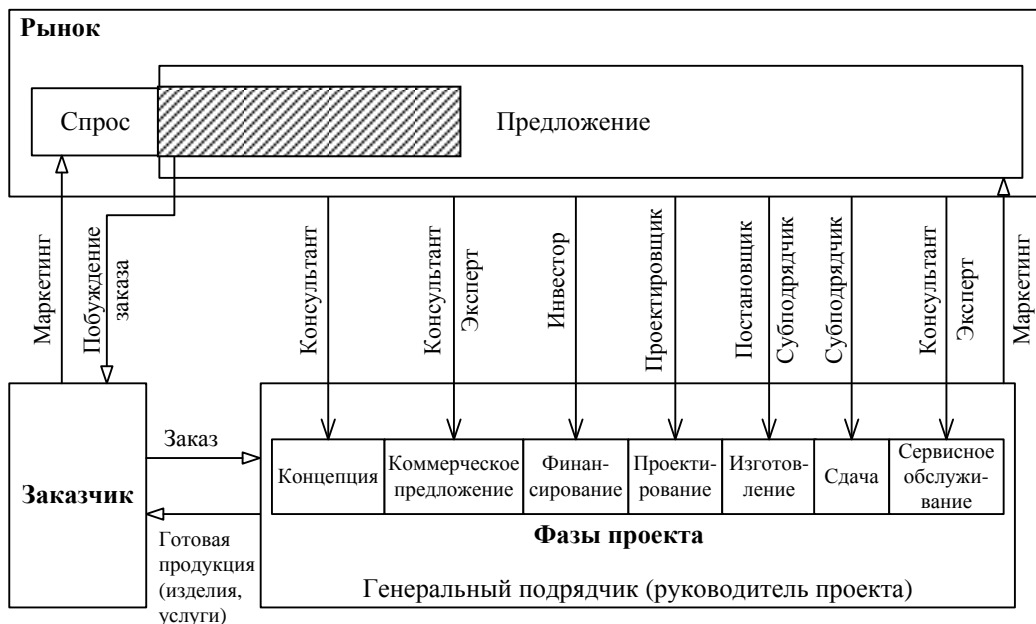 Рынок
Спрос
Предложение
Маркетинг
Побуждение
заказа
Консультант
Консультант
Эксперт
Инвестор
Проектировщик
Постановщик
Субподрядчик
Субподрядчик
Консультант
Эксперт
Маркетинг
Заказчик
Заказ
Готовая
продукция
(изделия,
услуги)
Концепция
Коммерческое
предложение
Финан-
сирование
Проекти-
рование
Изготов-
ление
Сдача
Сервисное
обслужи-
вание
Фазы проекта
Генеральный подрядчик (руководитель проекта)